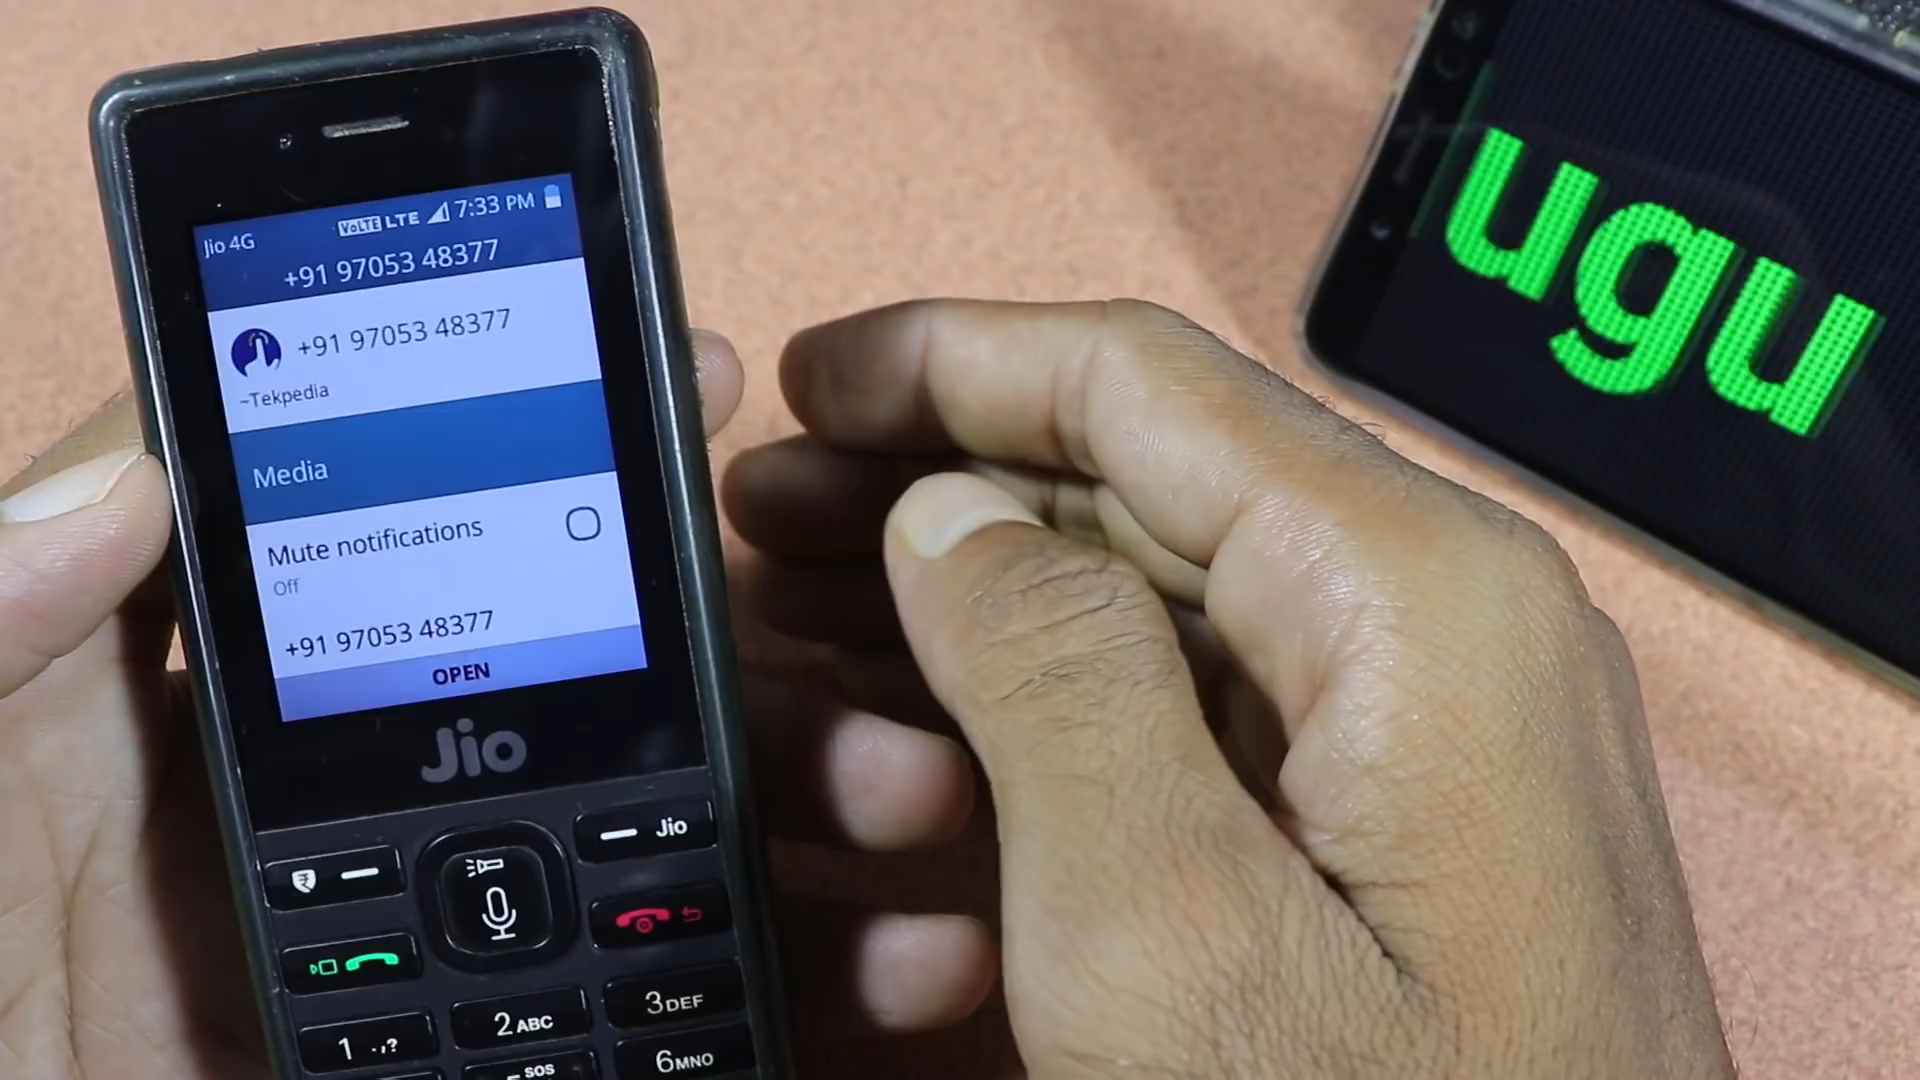 Jio 4G VoLTE LTE 7:33 PM
+91 97053 48377
+91 97053 48377
~Tekpedia
Media
Mute notifications
Off
+91 97053 48377
OPEN
Jio
Jio
1 .,?
2 ABC
3 DEF
SOS
6 MNO
ugu